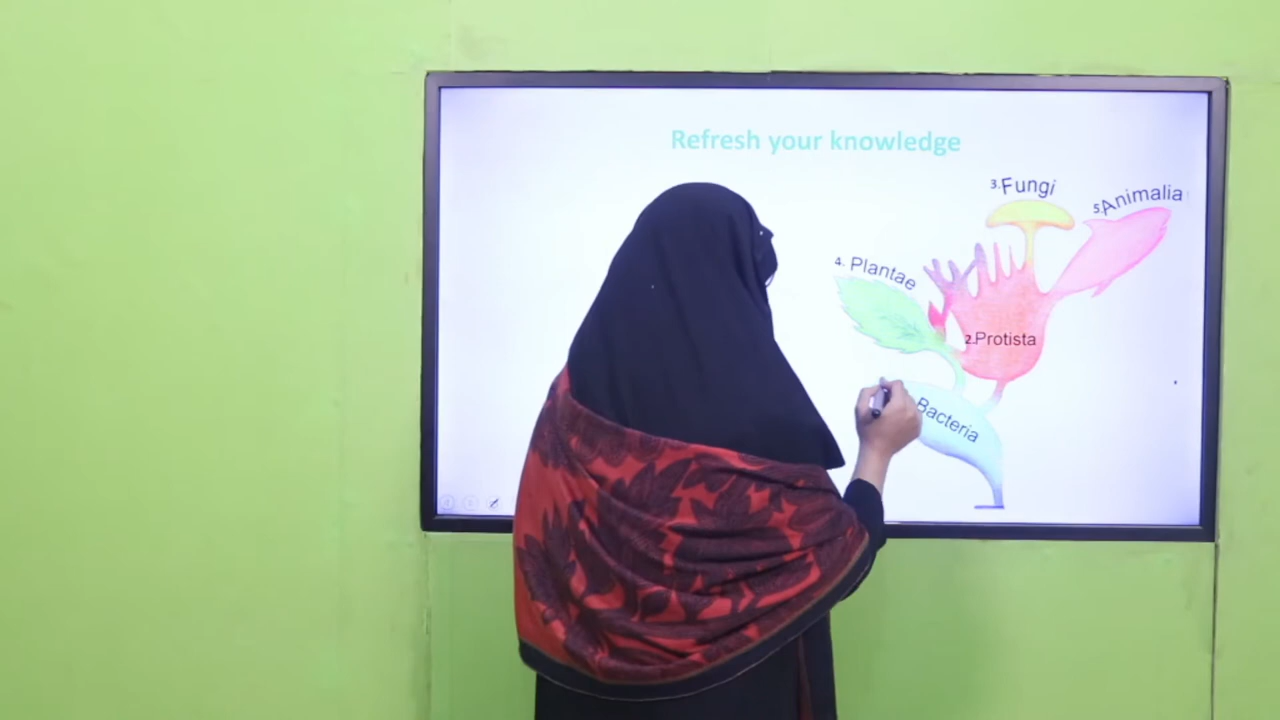 Refresh your knowledge
3.Fungi
5.Animalia
4. Plantae
2.Protista
Bacteria